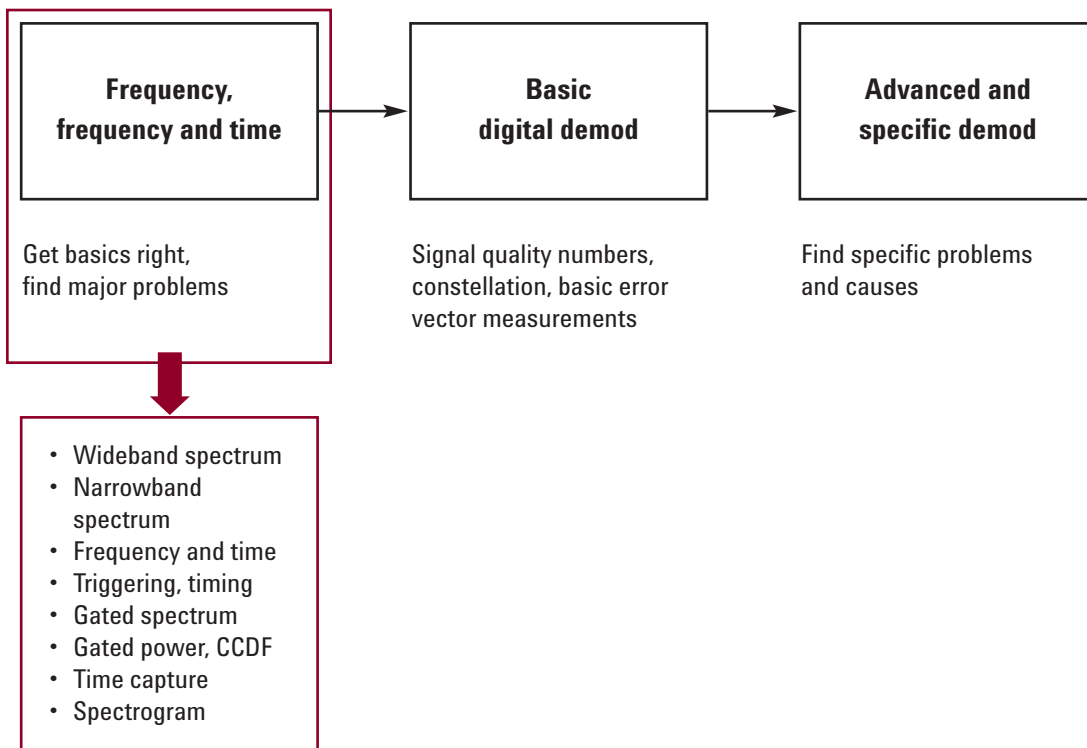 Frequency,
frequency and time
Basic
digital demod
Advanced and
specific demod
Get basics right,
find major problems
Signal quality numbers,
constellation, basic error
vector measurements
Find specific problems
and causes
• Wideband spectrum
• Narrowband
spectrum
• Frequency and time
• Triggering, timing
• Gated spectrum
• Gated power, CCDF
• Time capture
• Spectrogram